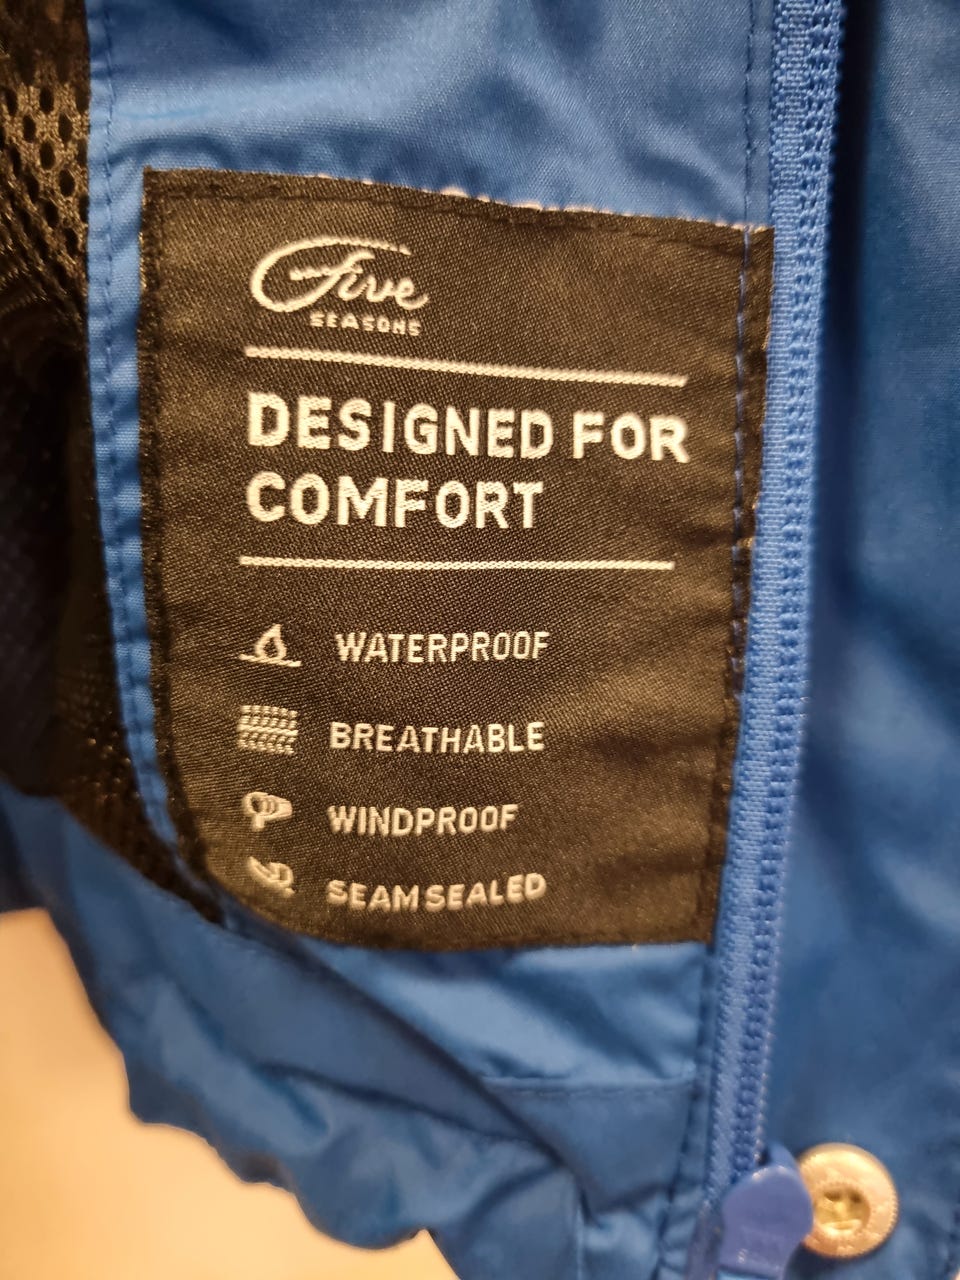 Five
SEASONS
DESIGNED FOR
COMFORT
WATERPROOF
BREATHABLE
WINDPROOF
SEAM SEALED